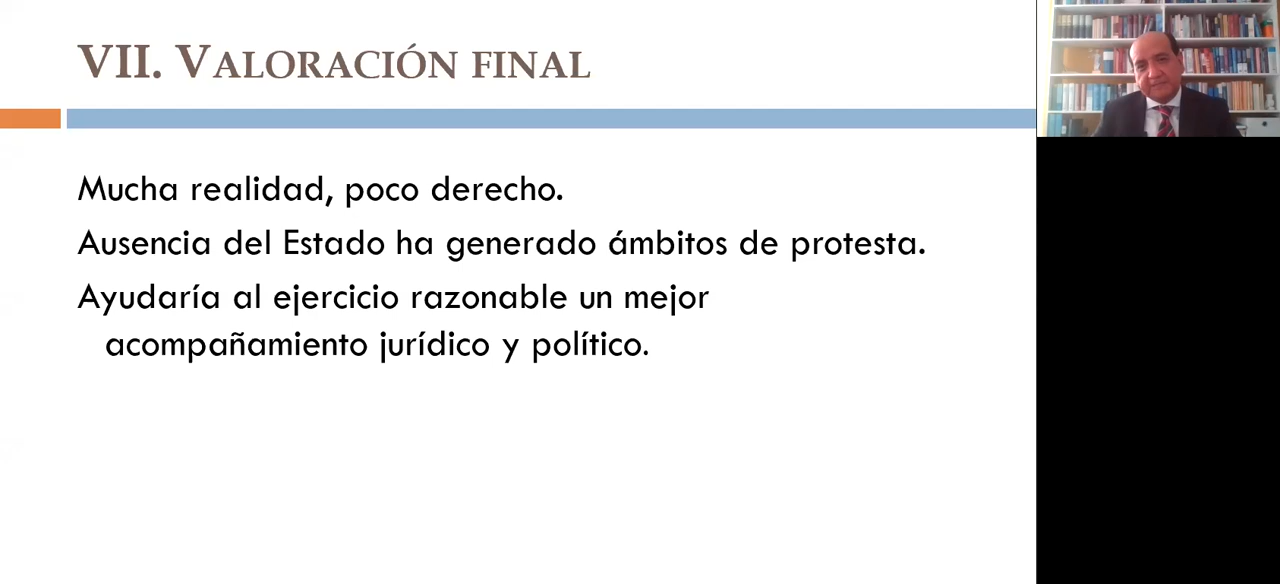 VII. VALORACIÓN FINAL
Mucha realidad, poco derecho.
Ausencia del Estado ha generado ámbitos de protesta.
Ayudaría al ejercicio razonable un mejor
acompañamiento jurídico y político.